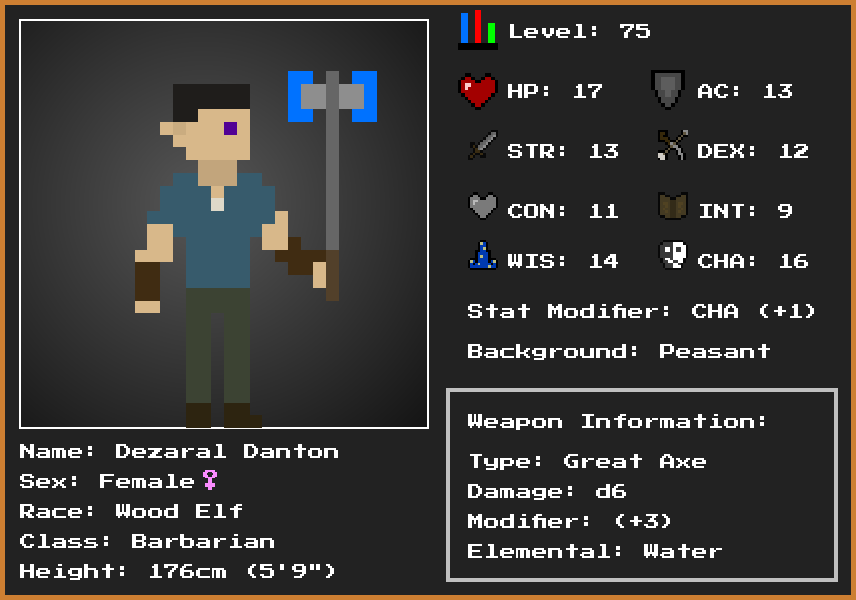 Level: 75
HP: 17
AC: 13
STR: 13
DEX: 12
CON: 11
INT: 9
WIS: 14
CHA: 16
Stat Modifier: CHA (+1)
Background: Peasant
Weapon Information:
Type: Great Axe
Damage: d6
Modifier: (+3)
Elemental: Water
Name: Dezaral Danton
Sex: Female♀
Race: Wood Elf
Class: Barbarian
Height: 176cm (5'9")